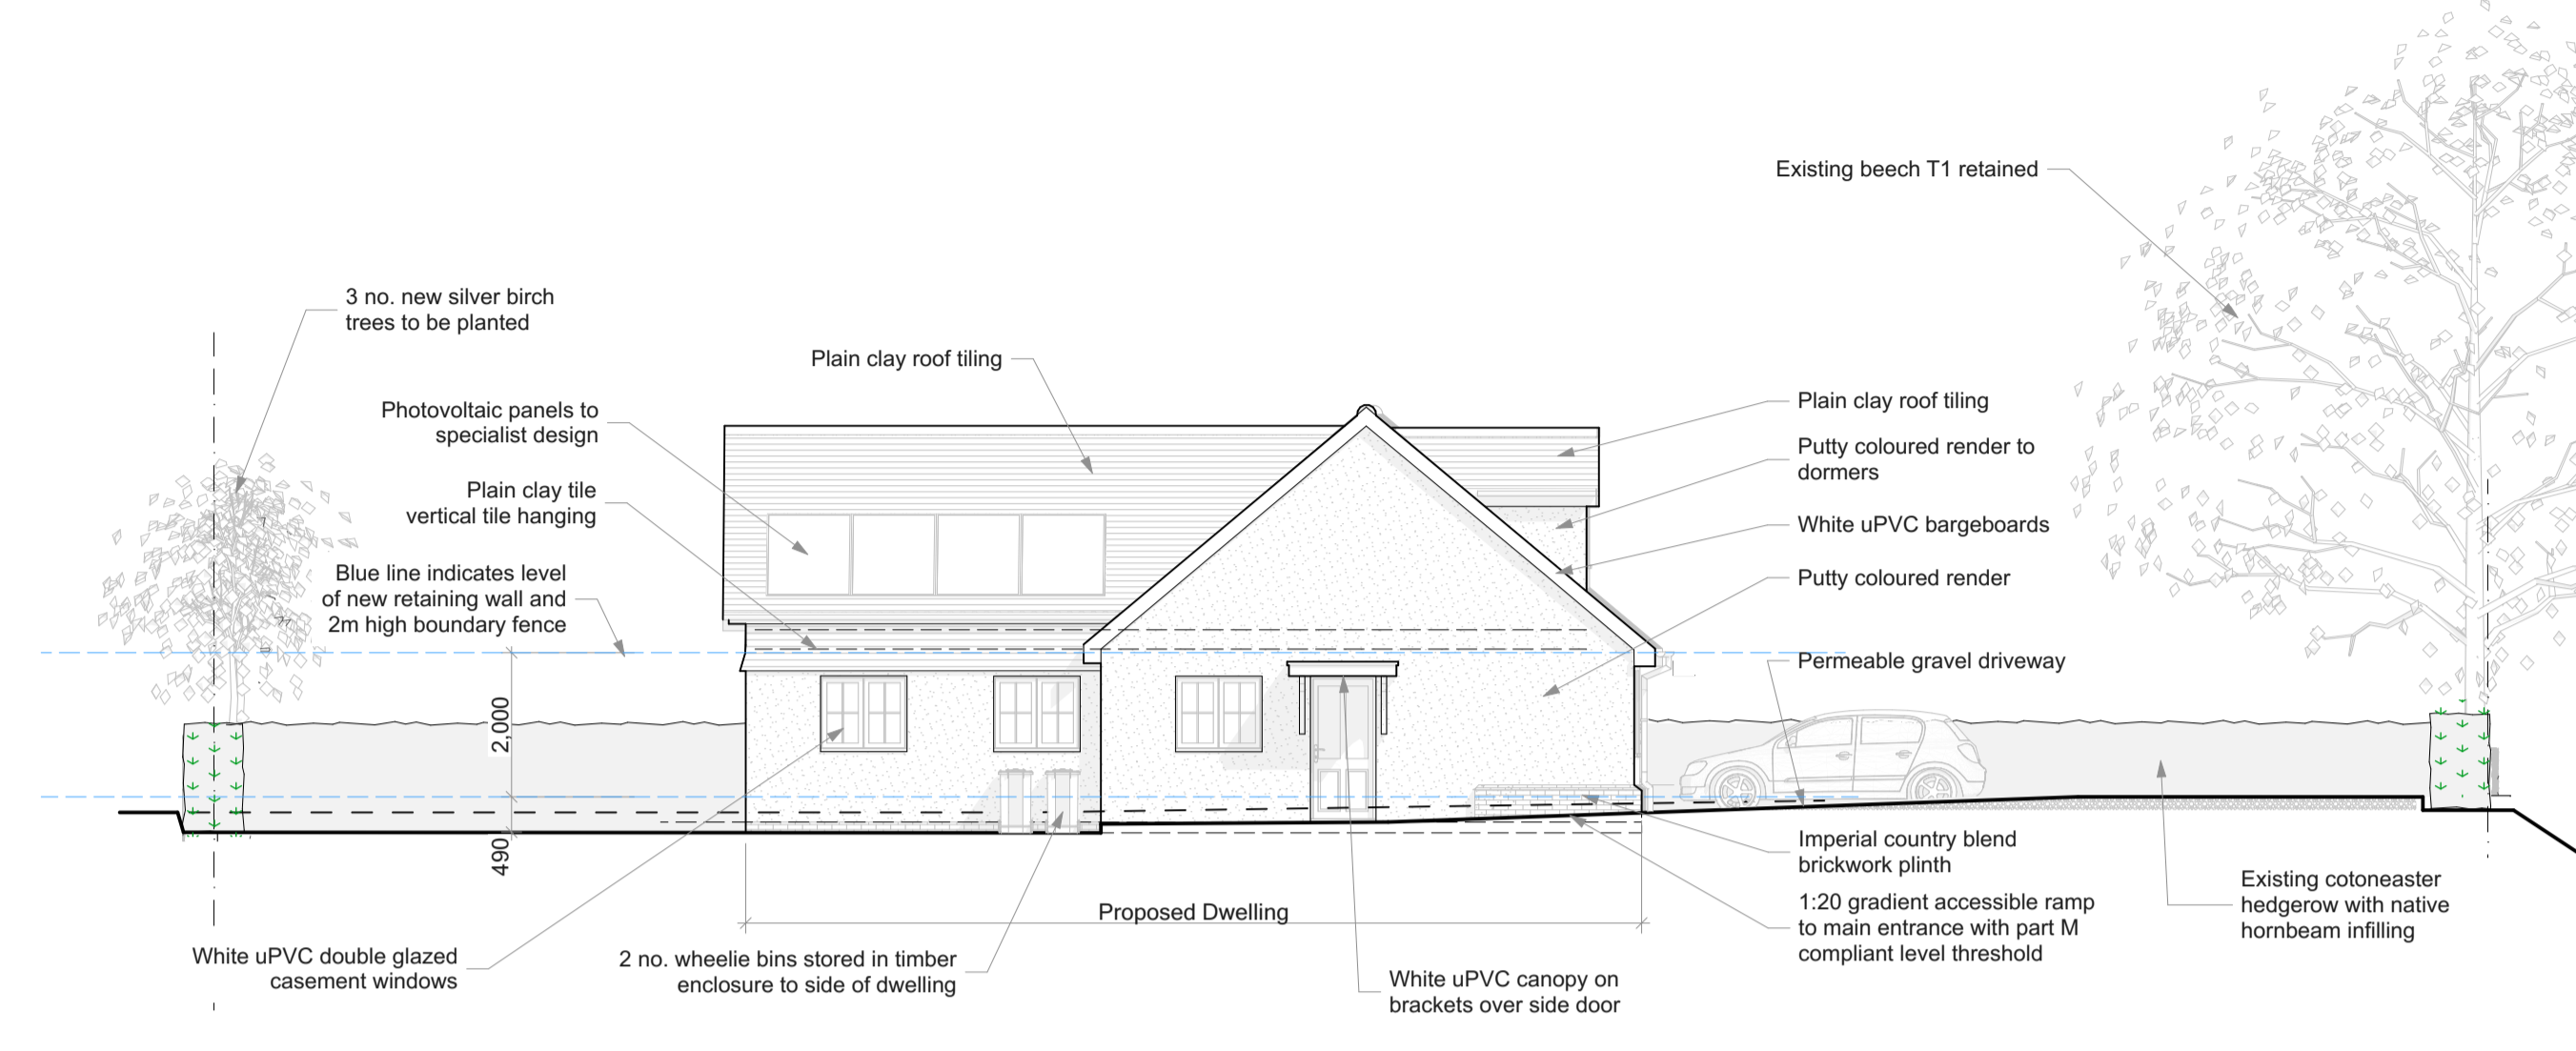 Existing beech T1 retained
3 no. new silver birch
trees to be planted
Plain clay roof tiling
Photovoltaic panels to
specialist design
Plain clay tile
vertical tile hanging
Blue line indicates level
of new retaining wall and
2m high boundary fence
2,000
490
White uPVC double glazed
casement windows
2 no. wheelie bins stored in timber
enclosure to side of dwelling
Proposed Dwelling
White uPVC canopy on
brackets over side door
Plain clay roof tiling
Putty coloured render to
dormers
White uPVC bargeboards
Putty coloured render
Permeable gravel driveway
Imperial country blend
brickwork plinth
1:20 gradient accessible ramp
to main entrance with part M
compliant level threshold
Existing cotoneaster
hedgerow with native
hornbeam infilling